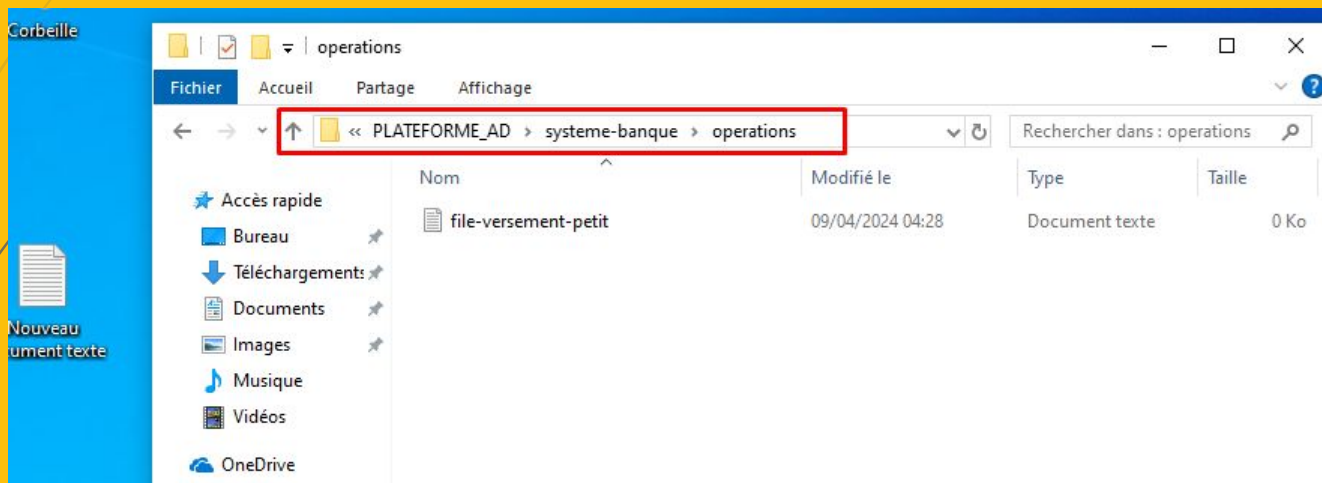 Corbeille
operations
Fichier Accueil Partage Affichage
« PLATEFORME_AD > systeme-banque > operations
Rechercher dans : operations
Nom Modifié le Type Taille
Accès rapide
file-versement-petit 09/04/2024 04:28 Document texte 0 Ko
Bureau
Téléchargements
Documents
Nouveau
cument texte
Images
Musique
Vidéos
OneDrive